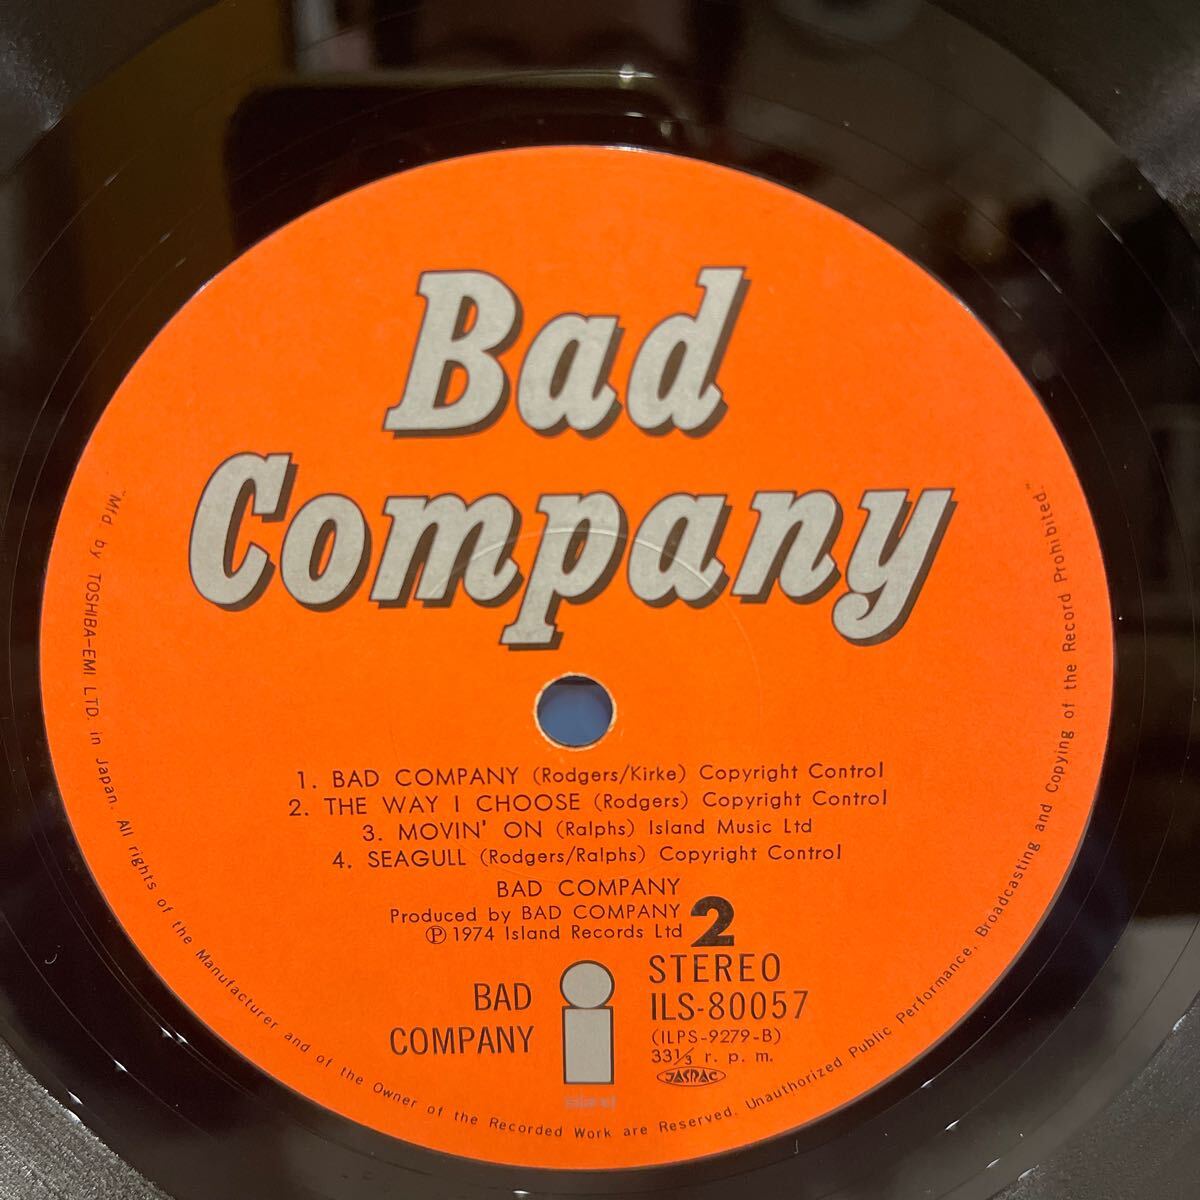 Bad
Company
1. BAD COMPANY (Rodgers/Kirke) Copyright Control
2. THE WAY I CHOOSE (Rodgers) Copyright Control
3. MOVIN' ON (Ralphs) Island Music Ltd
4. SEAGULL (Rodgers/Ralphs) Copyright Control
BAD COMPANY
Produced by BAD COMPANY
Ⓟ 1974 Island Records Ltd
2
BAD
COMPANY
i
island
STEREO
ILS-80057
(ILPS-9279-B)
33⅓ r. p. m.
JASRAC
"Mfd by TOSHIBA-EMI LTD. in Japan. All rights of the Manufacturer and of the Owner of the Recorded Work are Reserved. Unauthorized Public Performance, Broadcasting and Copying of the Record Prohibited."